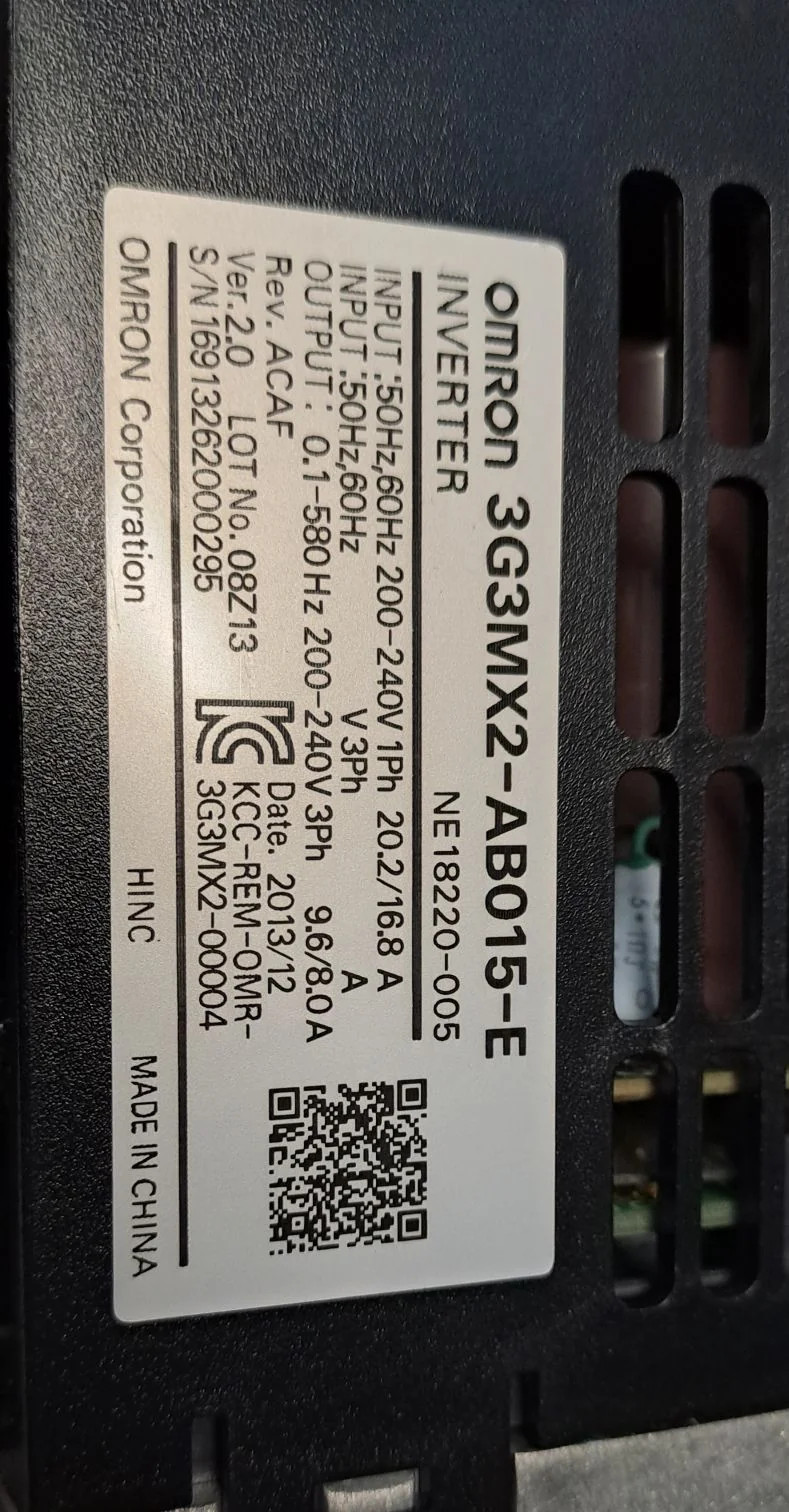 OMRON 3G3MX2-AB015-E
INVERTER NE18220-005
INPUT :50Hz,60Hz 200-240V 1Ph 20.2/16.8 A
INPUT :50Hz,60Hz V 3Ph A
OUTPUT: 0.1-580Hz 200-240V 3Ph 9.6/8.0 A
Rev. ACAF Date. 2013/12
Ver.2.0 LOT No. 08Z13 KCC-REM-OMR-
S/N 16913262000295 3G3MX2-00004
OMRON Corporation HINC MADE IN CHINA